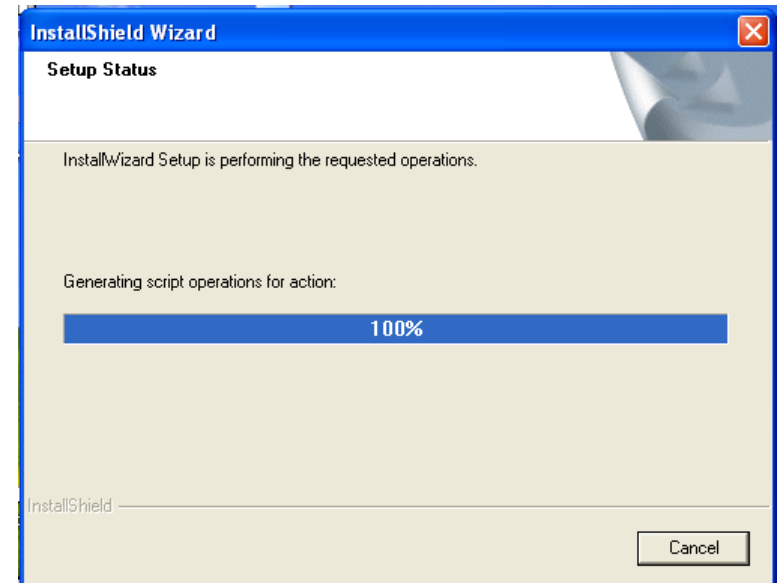 InstallShield Wizard
Setup Status
InstallWizard Setup is performing the requested operations.
Generating script operations for action:
100%
InstallShield
Cancel